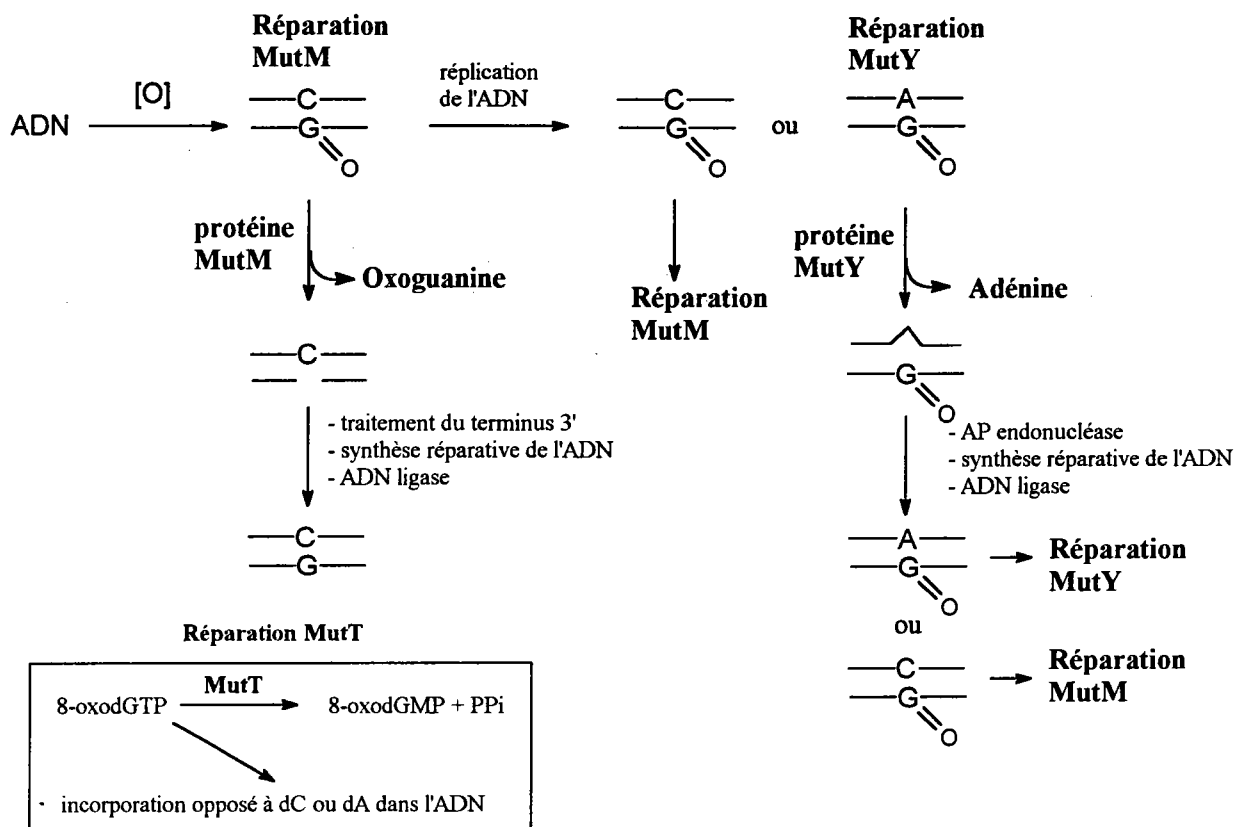 Réparation
MutM
Réparation
MutY
réplication
de l'ADN
[O]
ADN
C
G
O
C
G
O
ou
A
G
O
protéine
MutM
Oxoguanine
Réparation
MutM
protéine
MutY
Adénine
C
G
O
- traitement du terminus 3'
- synthèse réparative de l'ADN
- ADN ligase
- AP endonucléase
- synthèse réparative de l'ADN
- ADN ligase
C
G
A
G
O
Réparation
MutY
ou
C
G
O
Réparation
MutM
Réparation MutT
MutT
8-oxodGTP
8-oxodGMP + PPi
incorporation opposé à dC ou dA dans l'ADN